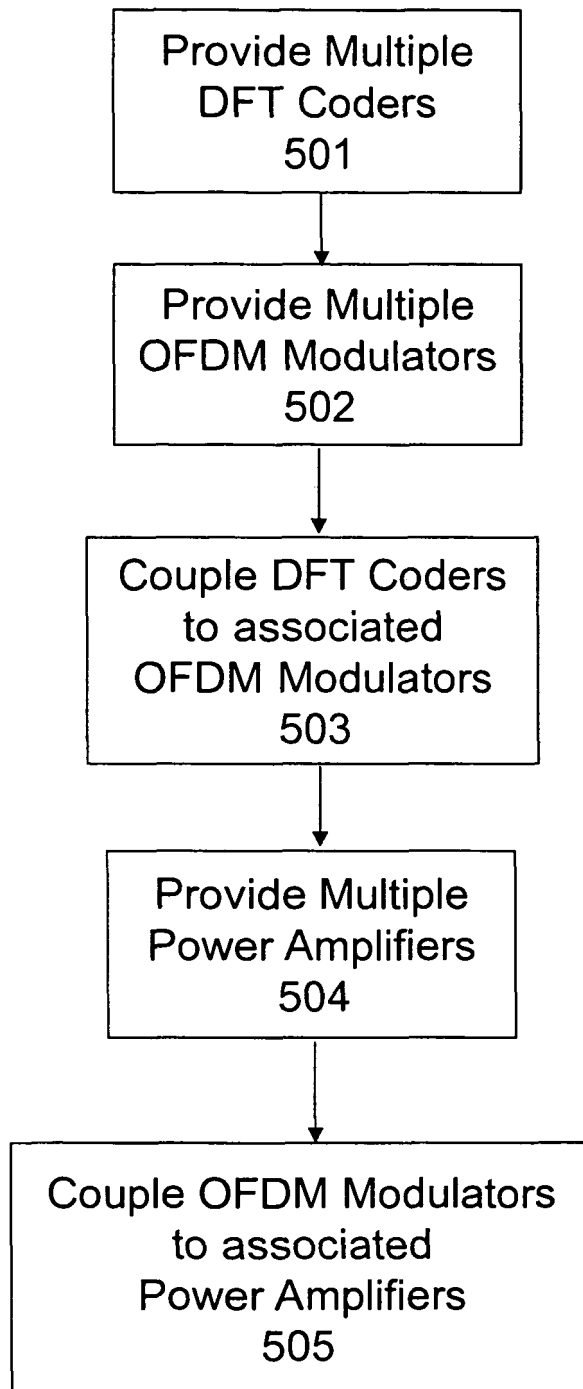 Provide Multiple
DFT Coders
501
Provide Multiple
OFDM Modulators
502
Couple DFT Coders
to associated
OFDM Modulators
503
Provide Multiple
Power Amplifiers
504
Couple OFDM Modulators
to associated
Power Amplifiers
505